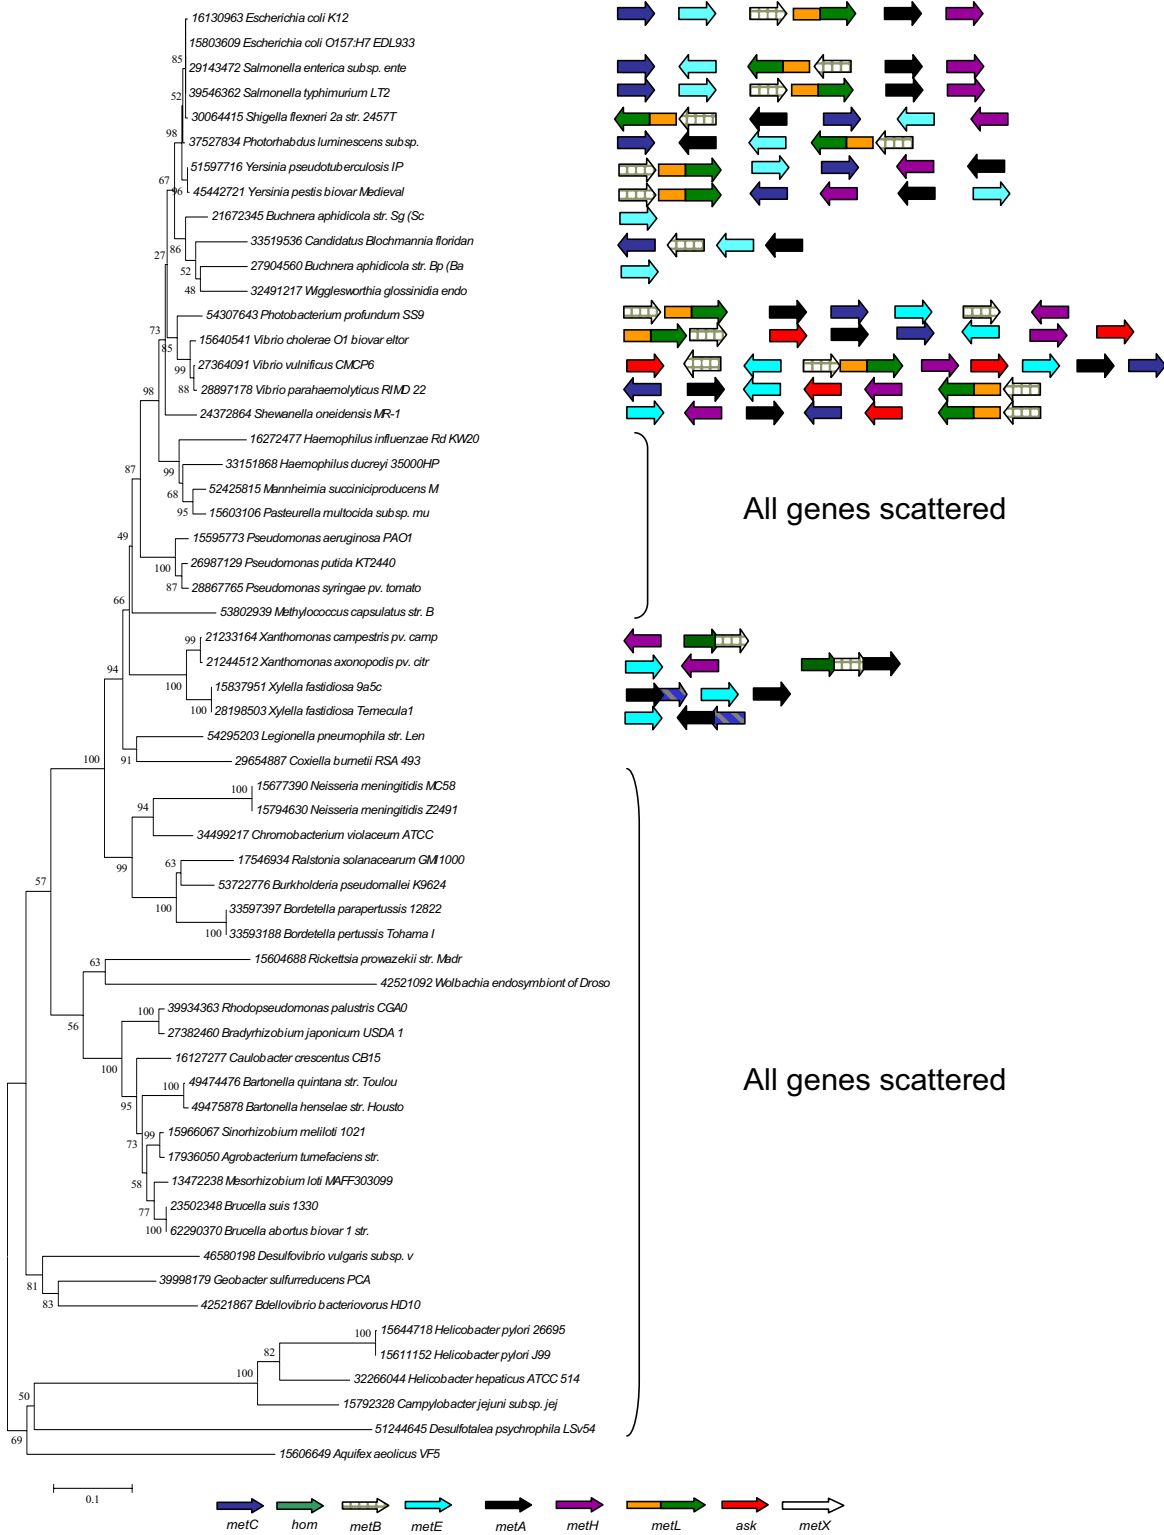 16130963 Escherichia coli K12
15803609 Escherichia coli O157:H7 EDL933
85
29143472 Salmonella enterica subsp. ente
39546362 Salmonella typhimurium LT2
52
30064415 Shigella flexneri 2a str. 2457T
98
37527834 Photorhabdus luminescens subsp.
51597716 Yersinia pseudotuberculosis IP
67
96
45442721 Yersinia pestis biovar Medieval
21672345 Buchnera aphidicola str. Sg (Sc
33519536 Candidatus Blochmannia floridan
86
27
27904560 Buchnera aphidicola str. Bp (Ba
52
48
32491217 Wigglesworthia glossinidia endo
54307643 Photobacterium profundum SS9
73
15640541 Vibrio cholerae O1 biovar eltor
85
27364091 Vibrio vulnificus CMCP6
99
88
28897178 Vibrio parahaemolyticus RIMD 22
98
24372864 Shewanella oneidensis MR-1
16272477 Haemophilus influenzae Rd KW20
33151868 Haemophilus ducreyi 35000HP
87
99
52425815 Mannheimia succiniciproducens M
68
95
15603106 Pasteurella multocida subsp. mu
All genes scattered
15595773 Pseudomonas aeruginosa PAO1
49
26987129 Pseudomonas putida KT2440
100
87
28867765 Pseudomonas syringae pv. tomato
66
53802939 Methylococcus capsulatus str. B
99
21233164 Xanthomonas campestris pv. camp
21244512 Xanthomonas axonopodis pv. citr
94
100
15837951 Xylella fastidiosa 9a5c
100
28198503 Xylella fastidiosa Temecula1
54295203 Legionella pneumophila str. Len
100
91
29654887 Coxiella burnetii RSA 493
100
15677390 Neisseria meningitidis MC58
94
15794630 Neisseria meningitidis Z2491
34499217 Chromobacterium violaceum ATCC
99
63
17546934 Ralstonia solanacearum GMI1000
57
53722776 Burkholderia pseudomallei K9624
100
33597397 Bordetella parapertussis 12822
100
33593188 Bordetella pertussis Tohama I
63
15604688 Rickettsia prowazekii str. Madr
42521092 Wolbachia endosymbiont of Droso
56
100
39934363 Rhodopseudomonas palustris CGA0
27382460 Bradyrhizobium japonicum USDA 1
100
16127277 Caulobacter crescentus CB15
All genes scattered
100
49474476 Bartonella quintana str. Toulou
95
49475878 Bartonella henselae str. Housto
99
73
15966067 Sinorhizobium meliloti 1021
17936050 Agrobacterium tumefaciens str.
58
13472238 Mesorhizobium loti MAFF303099
77
23502348 Brucella suis 1330
100
62290370 Brucella abortus biovar 1 str.
46580198 Desulfovibrio vulgaris subsp. v
81
39998179 Geobacter sulfurreducens PCA
83
42521867 Bdellovibrio bacteriovorus HD10
100
15644718 Helicobacter pylori 26695
82
15611152 Helicobacter pylori J99
100
32266044 Helicobacter hepaticus ATCC 514
50
15792328 Campylobacter jejuni subsp. jej
51244645 Desulfotalea psychrophila LSv54
69
15606649 Aquifex aeolicus VF5
0.1
metC hom metB metE metA metH metL ask metX